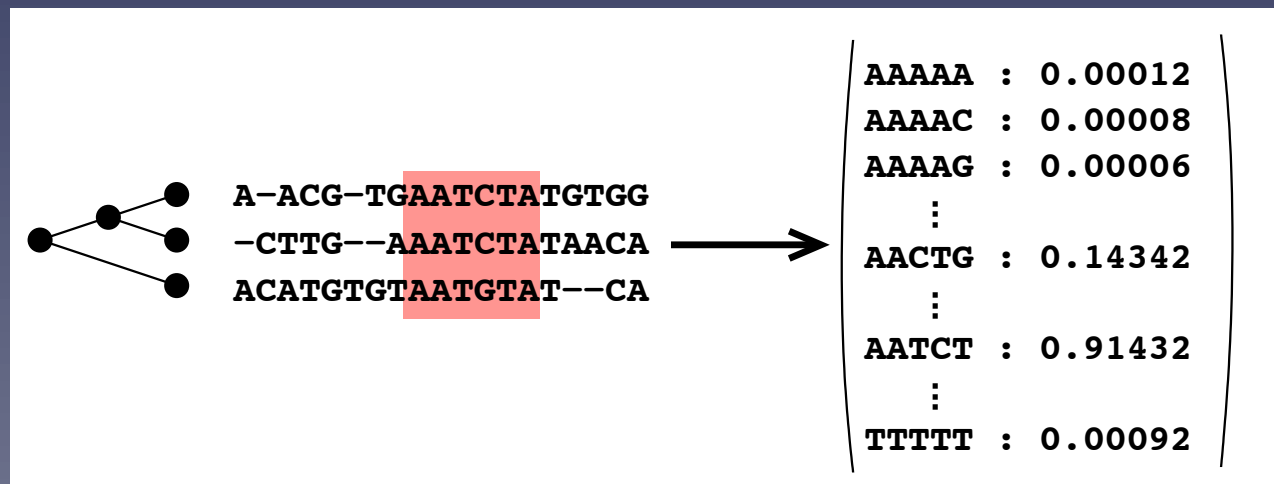 A–ACG–TGAATCTATGTGG
–CTTG––AAATCTATAACA
ACATGTGTAATGTAT––CA
AAAAA : 0.00012
AAAAC : 0.00008
AAAAG : 0.00006
⋮
AACTG : 0.14342
⋮
AATCT : 0.91432
⋮
TTTTT : 0.00092